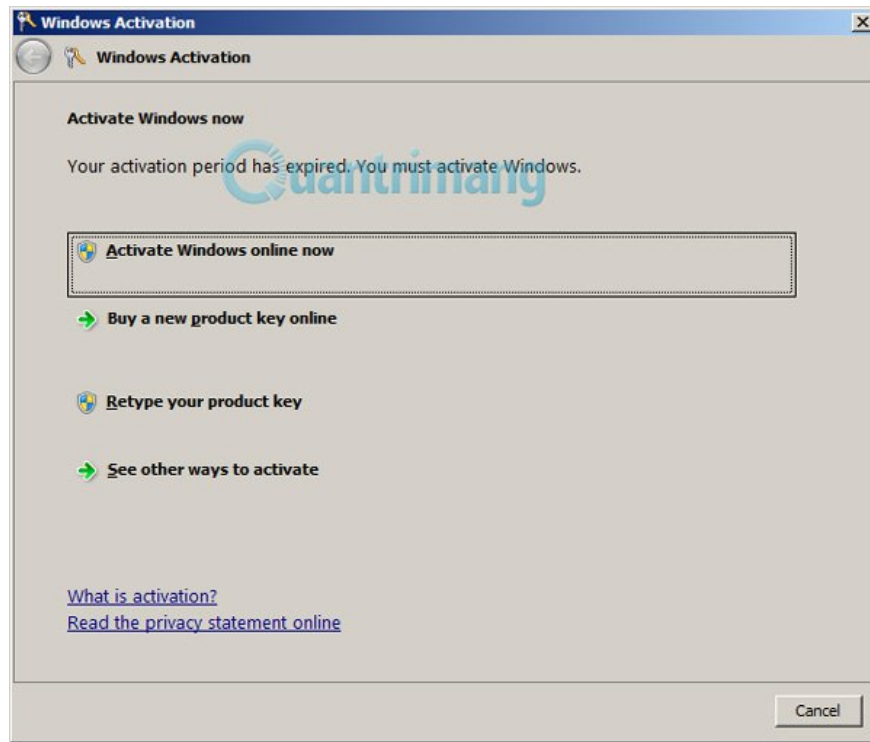 Windows Activation
Windows Activation
Activate Windows now
Your activation period has expired. You must activate Windows.
Quantrimang
Activate Windows online now
Buy a new product key online
Retype your product key
See other ways to activate
What is activation?
Read the privacy statement online
Cancel